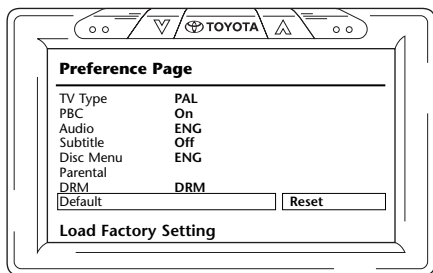 TOYOTA
Preference Page
TV Type PAL
PBC On
Audio ENG
Subtitle Off
Disc Menu ENG
Parental
DRM DRM
Default Reset
Load Factory Setting